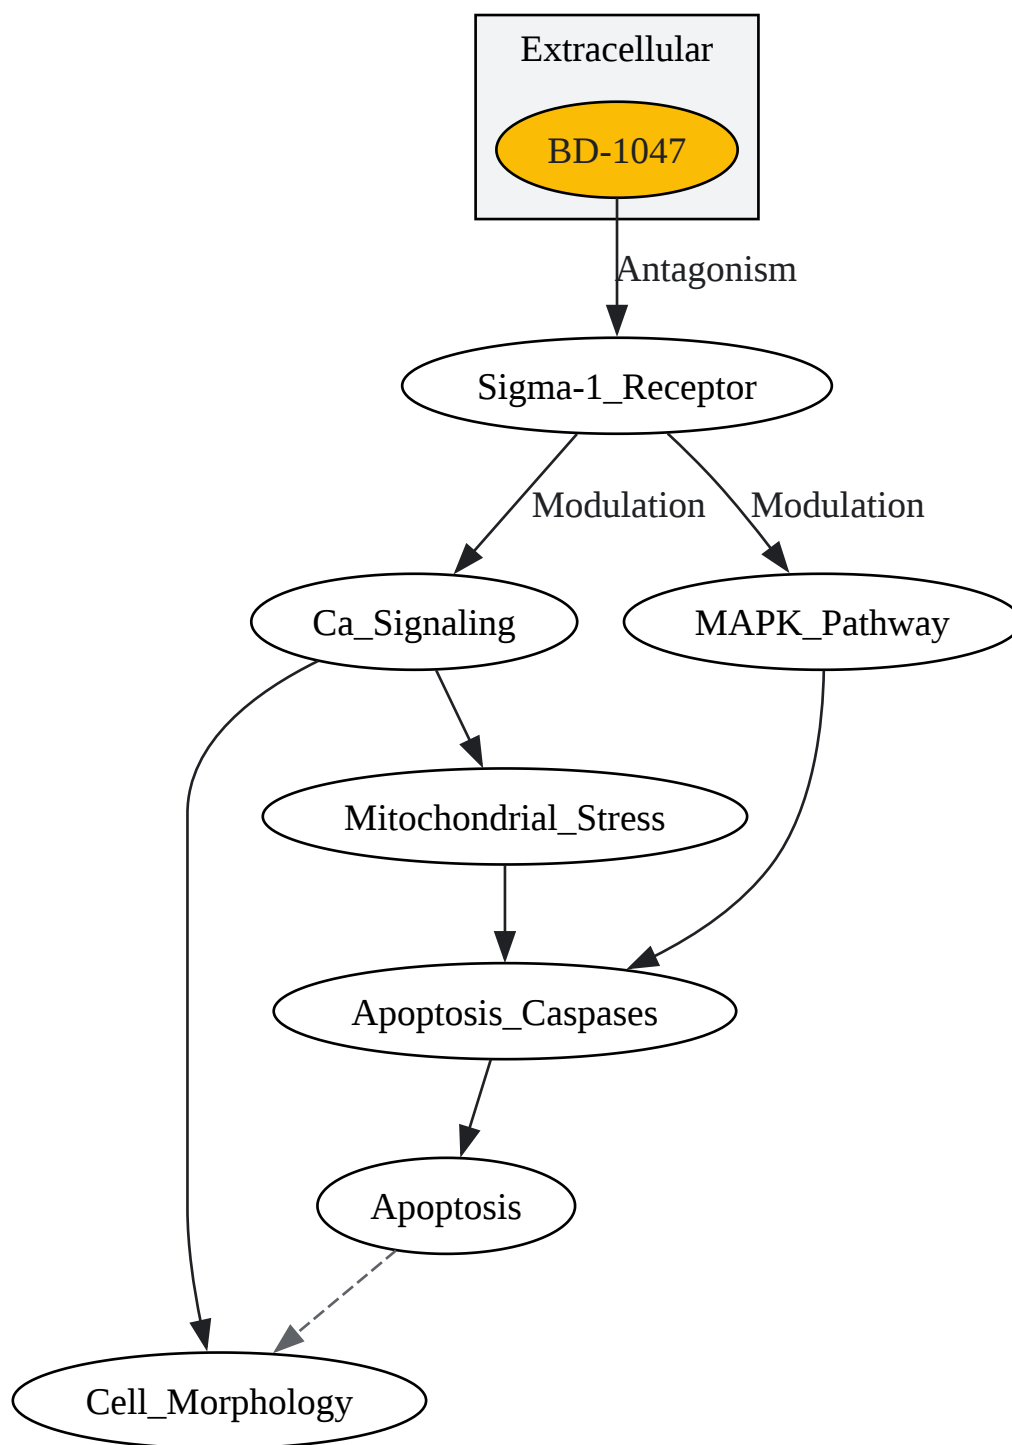 Extracellular
BD-1047
Antagonism
Sigma-1_Receptor
Modulation
Modulation
Ca_Signaling
MAPK_Pathway
Mitochondrial_Stress
Apoptosis_Caspases
Apoptosis
Cell_Morphology